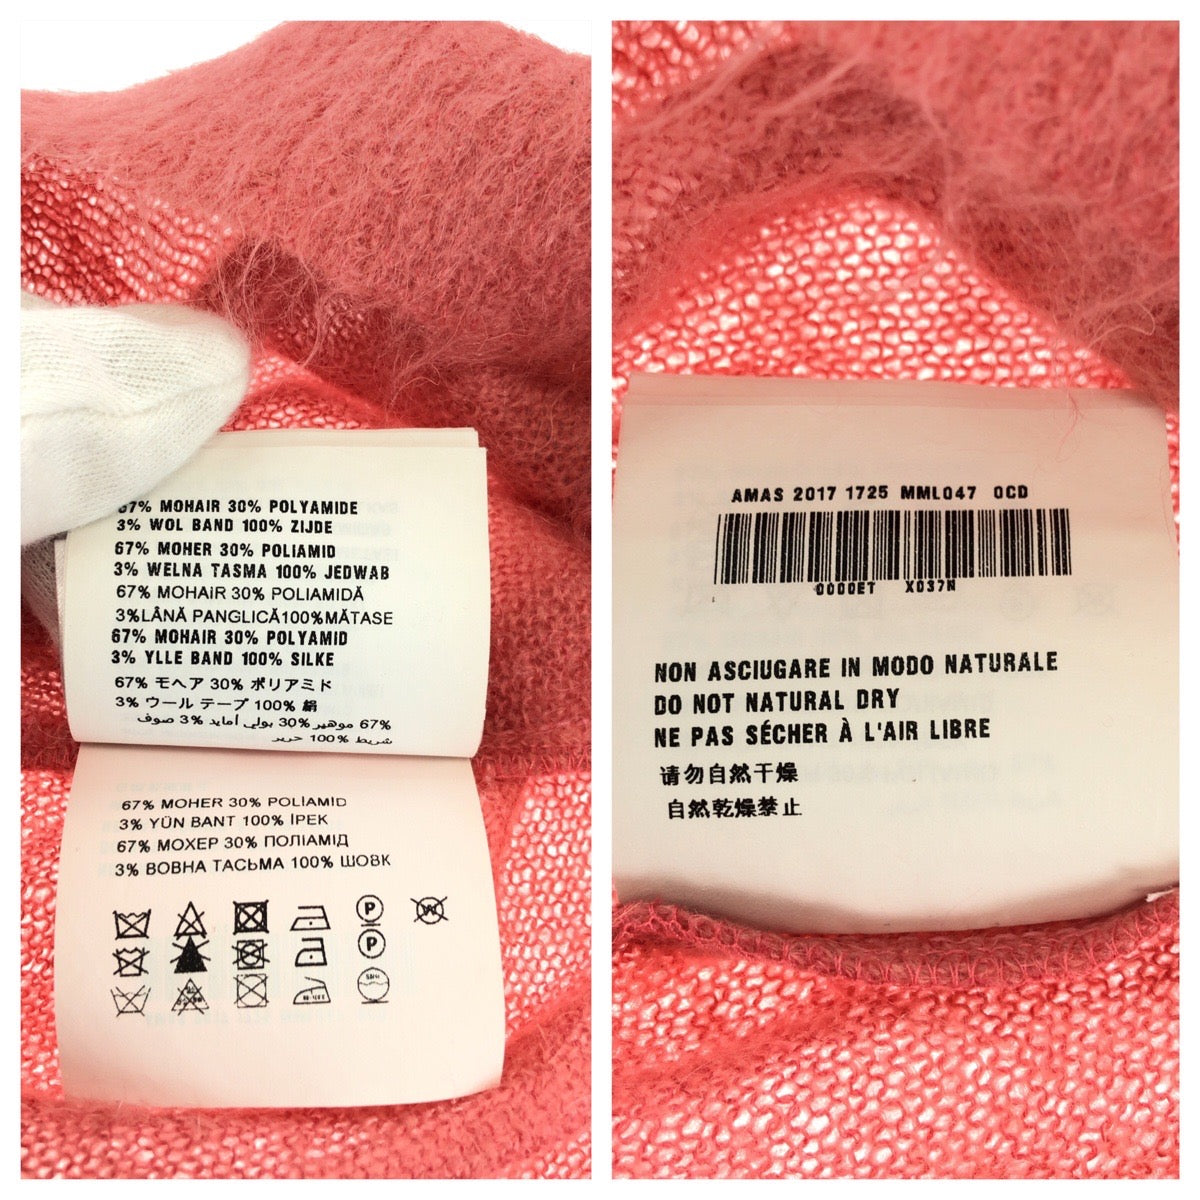 67% MOHAIR 30% POLYAMIDE
3% WOL BAND 100% ZIJDE
67% MOHER 30% POLIAMID
3% WELNA TASMA 100% JEDWAB
67% MOHAIR 30% POLIAMIDĂ
3%LÂNĂ PANGLICĂ100%MĂTASE
67% MOHAIR 30% POLYAMID
3% YLLE BAND 100% SILKE
67% モヘア 30% ポリアミド
3% ウール テープ 100% 絹
67% موهير 30% بولي أمايد 3% صوف
شريط 100% حرير
67% MOHER 30% POLİAMİD
3% YÜN BANT 100% İPEK
67% МОХЕР 30% ПОЛІАМІД
3% ВОВНА ТАСЬМА 100% ШОВК
P
W
P
AMAS 2017 1725 MML047 OCD
0000ET X037N
NON ASCIUGARE IN MODO NATURALE
DO NOT NATURAL DRY
NE PAS SÉCHER À L'AIR LIBRE
请勿自然干燥
自然乾燥禁止